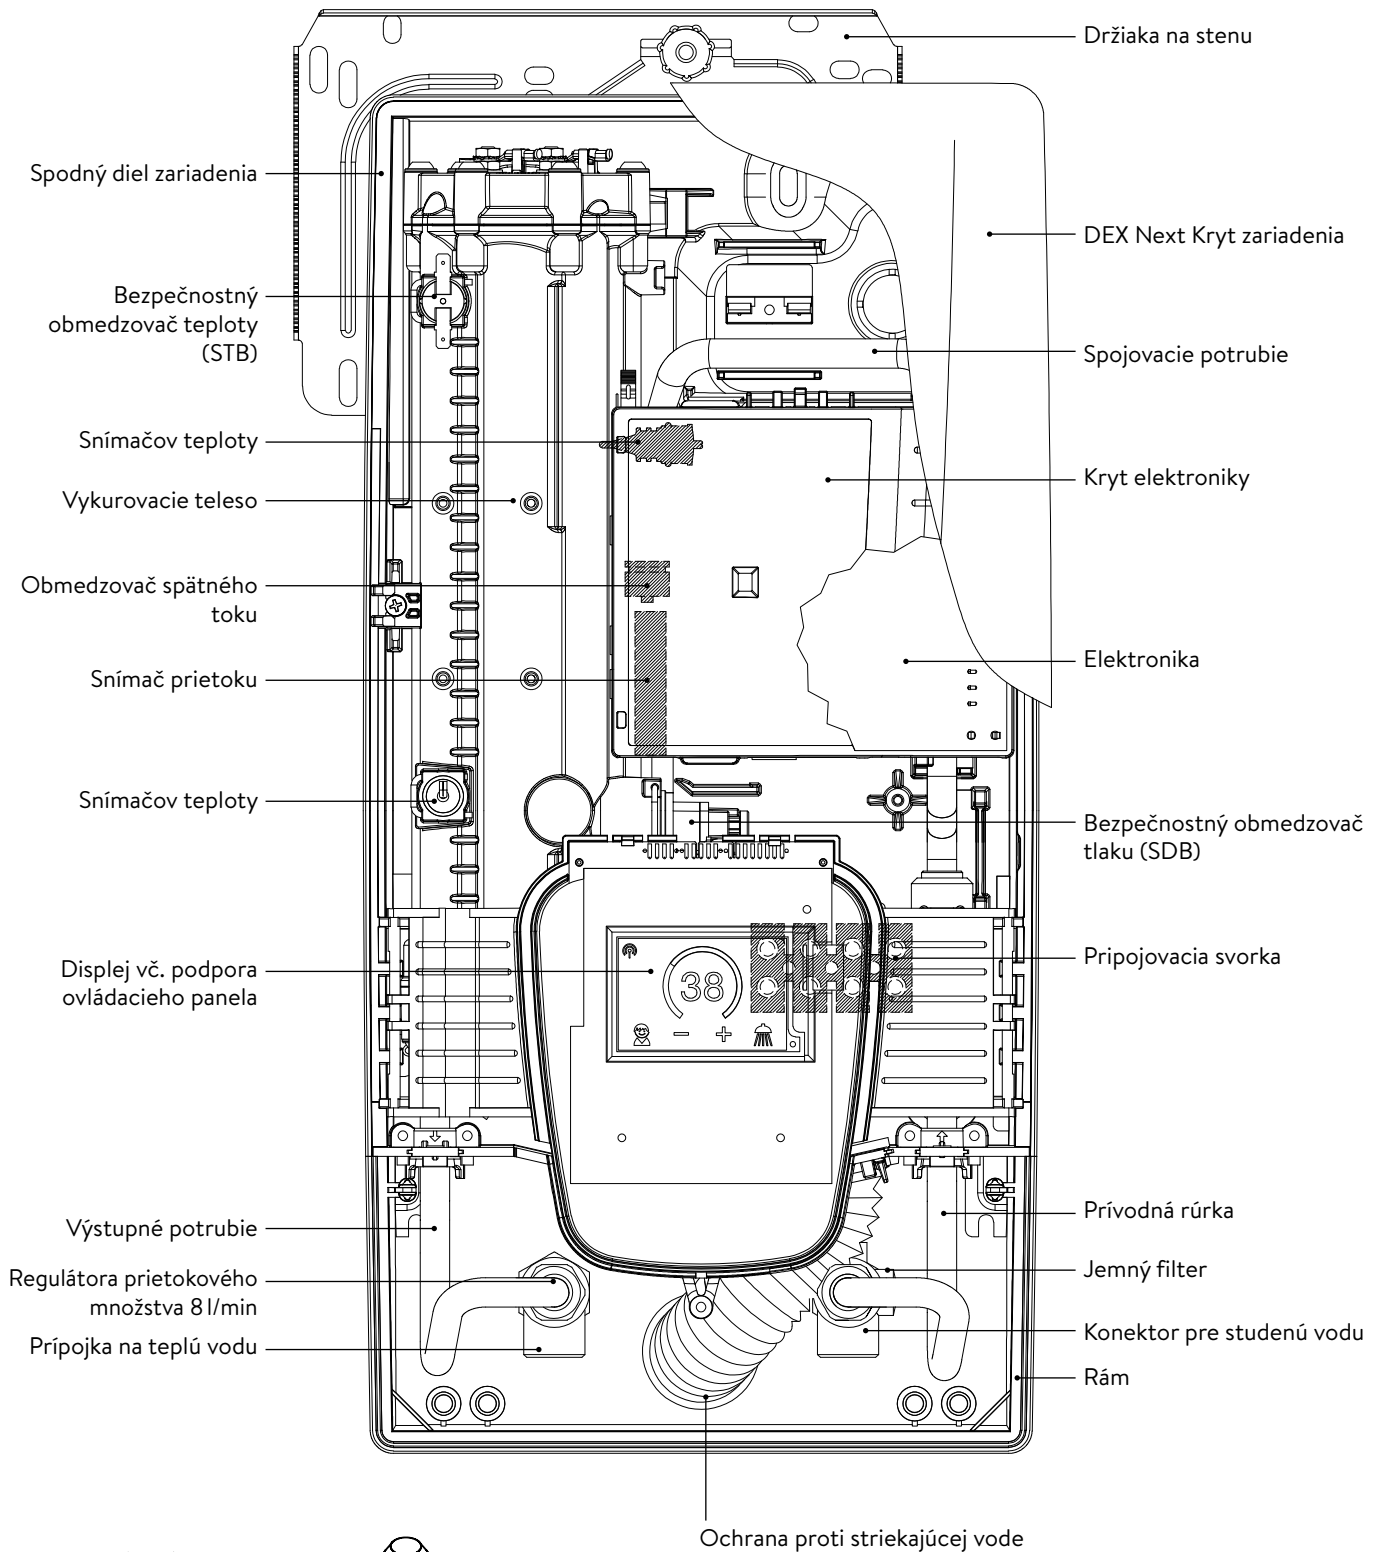 Držiaka na stenu
Spodný diel zariadenia
DEX Next Kryt zariadenia
Bezpečnostný
obmedzovač teploty
(STB)
Spojovacie potrubie
Snímačov teploty
Kryt elektroniky
Vykurovacie teleso
Obmedzovač spätného
toku
Elektronika
Snímač prietoku
Snímačov teploty
Bezpečnostný obmedzovač
tlaku (SDB)
Displej vč. podpora
ovládacieho panela
38
Pripojovacia svorka
Výstupné potrubie
Prívodná rúrka
Regulátora prietokového
množstva 8 l/min
Jemný filter
Prípojka na teplú vodu
Konektor pre studenú vodu
Rám
Ochrana proti striekajúcej vode